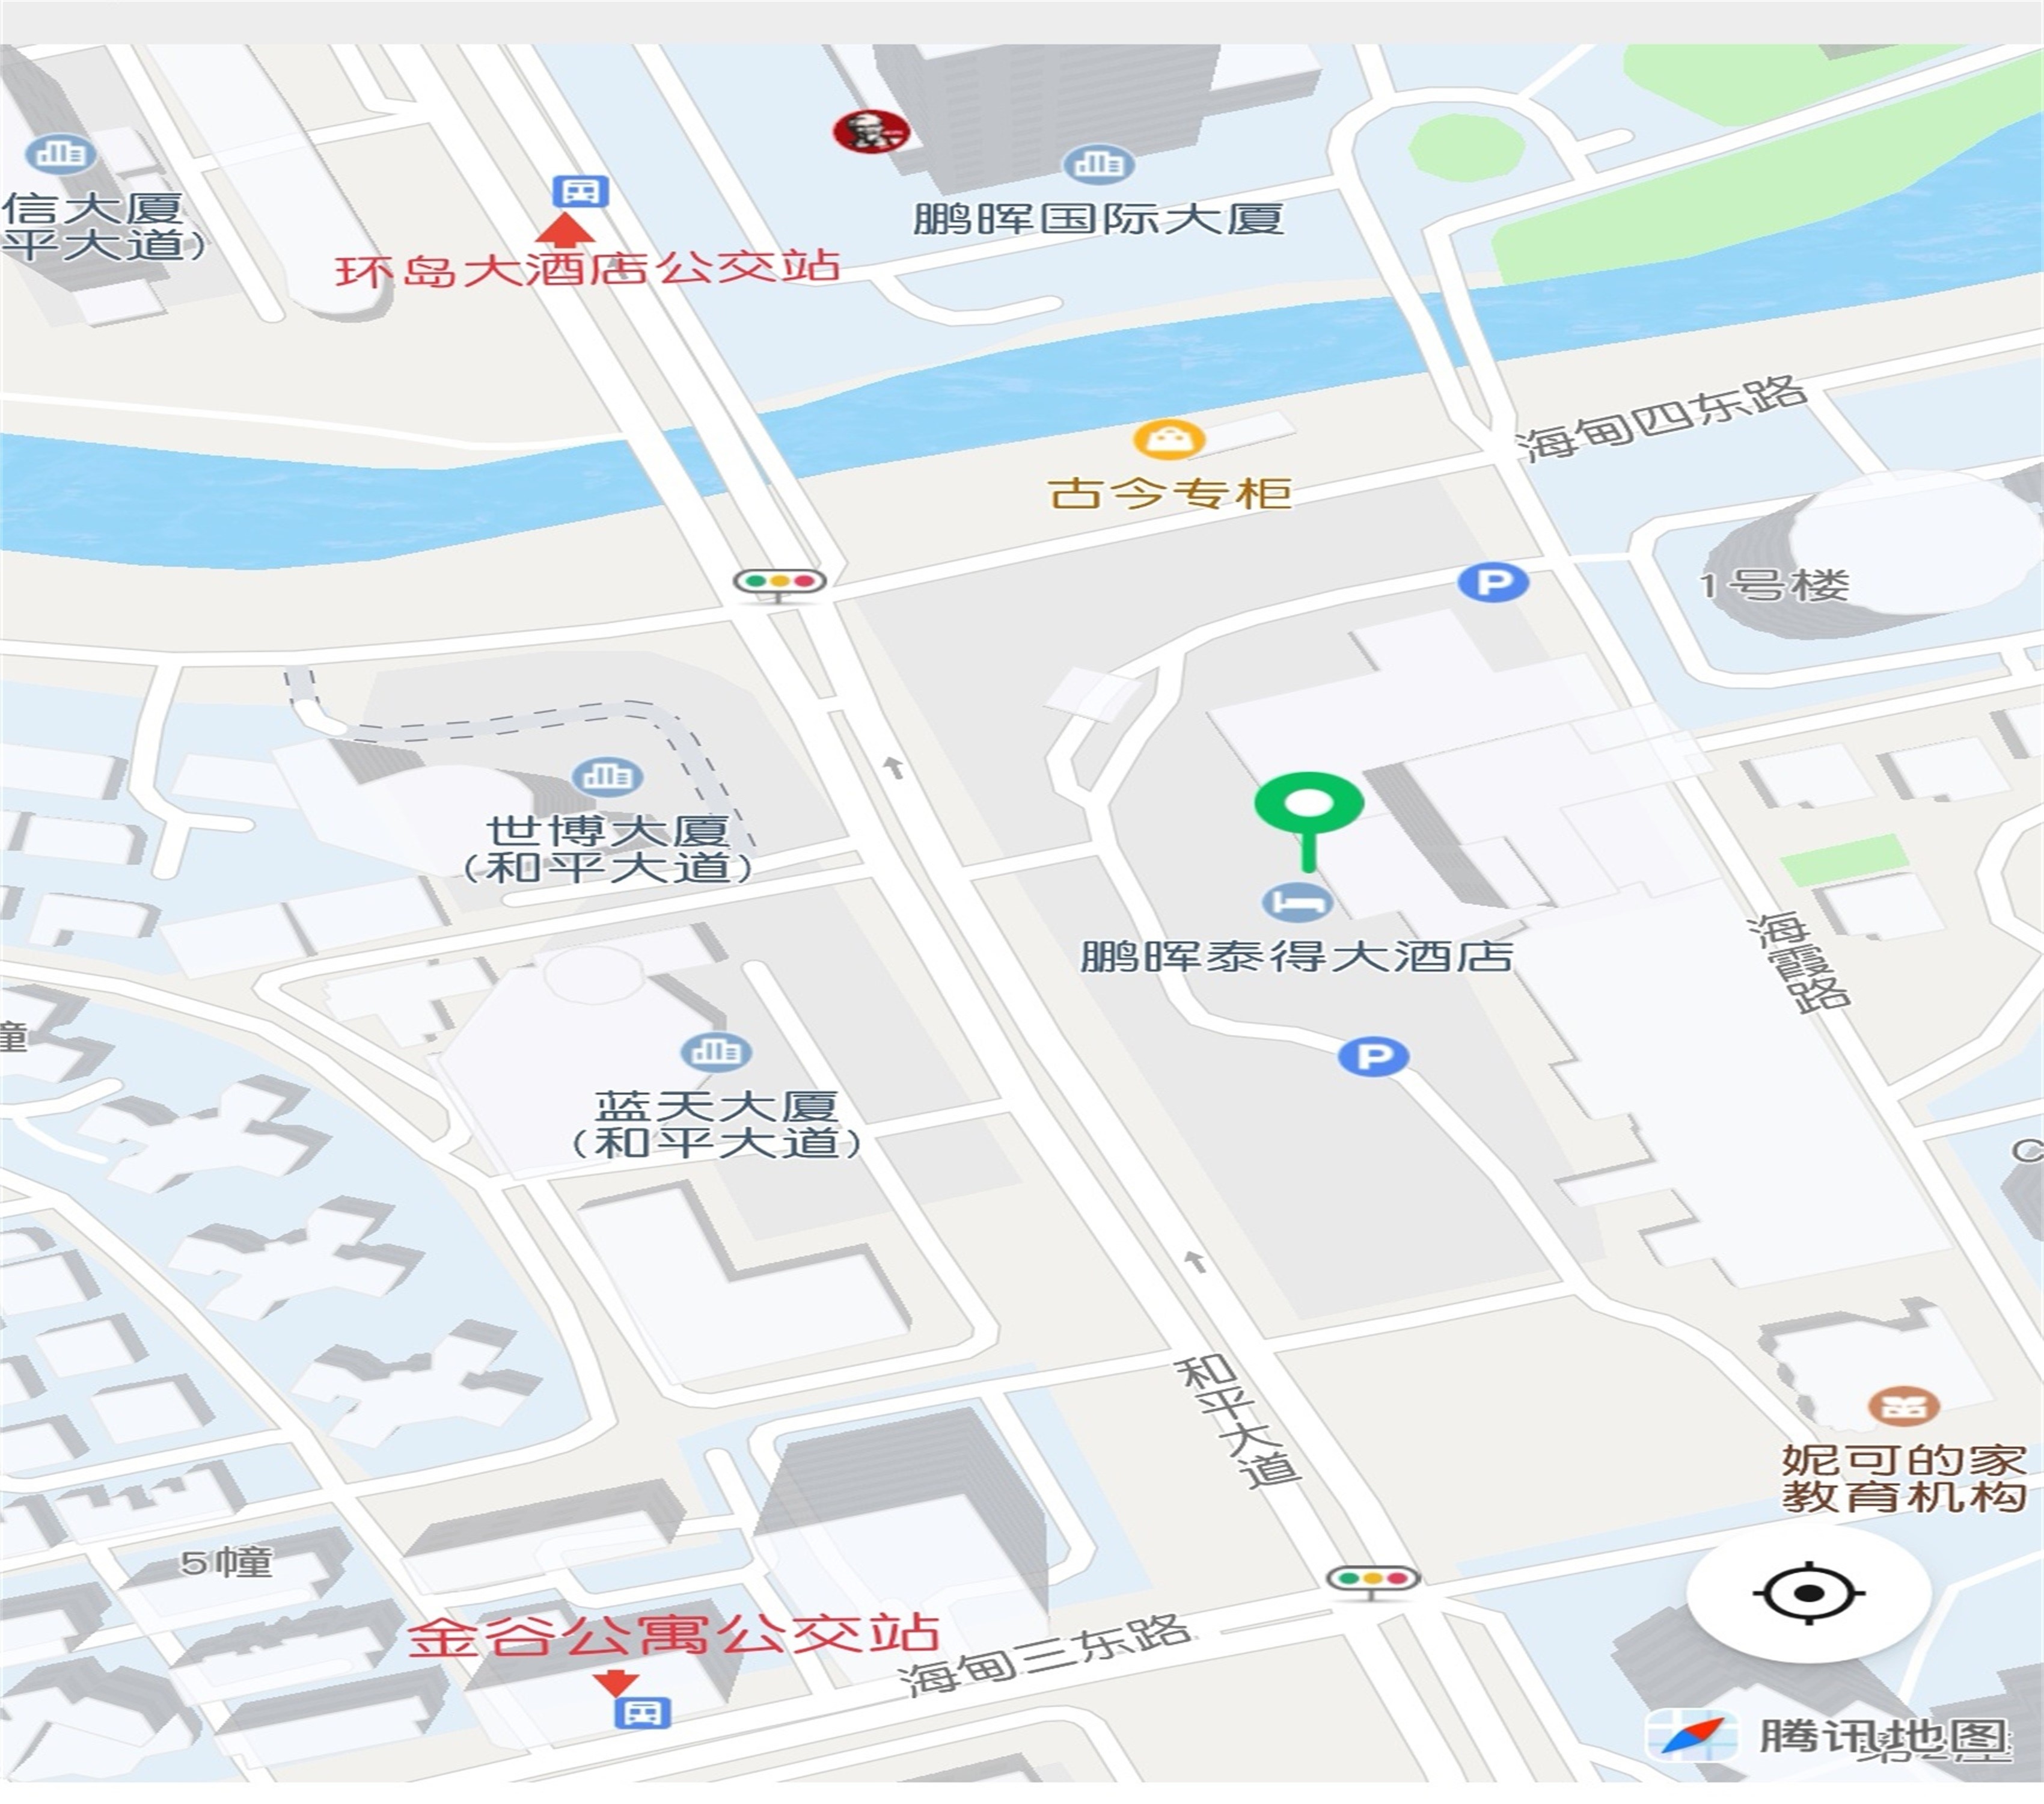 信大厦
平大道)
鹏晖国际大厦
环岛大酒店公交站
海甸四东路
古今专柜
P
1号楼
世博大厦
(和平大道)
鹏晖泰得大酒店
海霞路
幢
P
蓝天大厦
(和平大道)
C
和平大道
妮可的家
教育机构
5幢
金谷公寓公交站
海甸三东路
腾讯地图